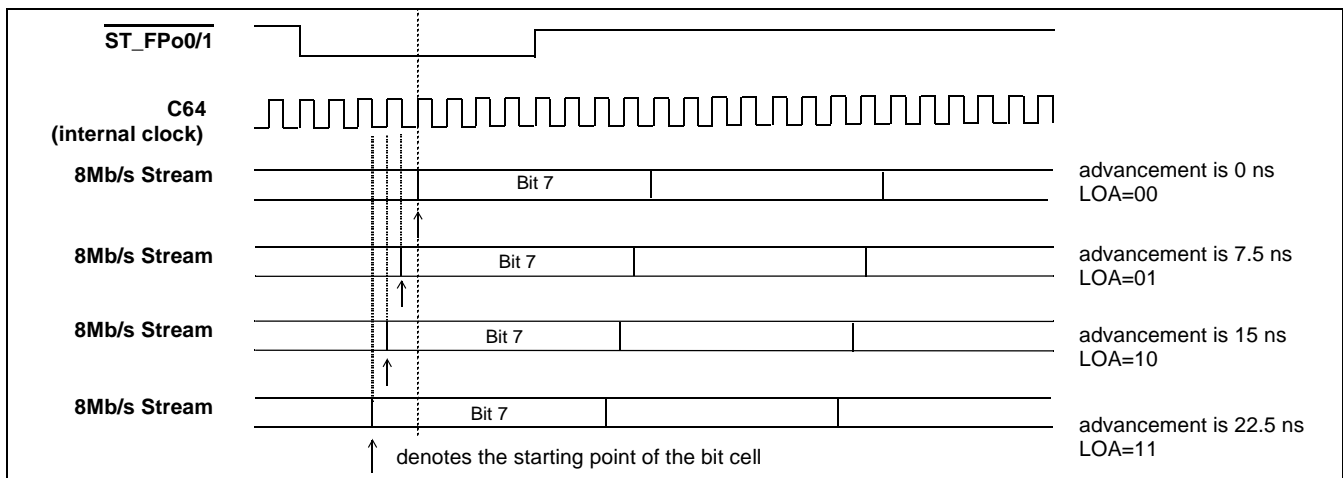 ST_FPo0/1
C64
(internal clock)
8Mb/s Stream
Bit 7
advancement is 0 ns
LOA=00
8Mb/s Stream
Bit 7
advancement is 7.5 ns
LOA=01
8Mb/s Stream
Bit 7
advancement is 15 ns
LOA=10
8Mb/s Stream
Bit 7
advancement is 22.5 ns
LOA=11
denotes the starting point of the bit cell